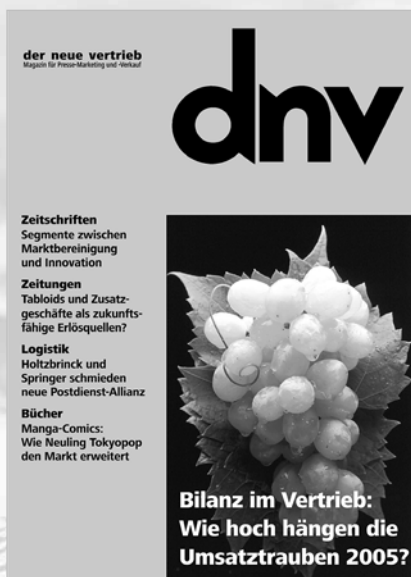 der neue vertrieb
Magazin für Presse-Marketing und -Verkauf
dnv
Zeitschriften
Segmente zwischen
Marktbereinigung
und Innovation
Zeitungen
Tabloids und Zusatz-
geschäfte als zukunfts-
fähige Erlösquellen?
Logistik
Holtzbrinck und
Springer schmieden
neue Postdienst-Allianz
Bücher
Manga-Comics:
Wie Neuling Tokyopop
den Markt erweitert
Bilanz im Vertrieb:
Wie hoch hängen die
Umsatztrauben 2005?